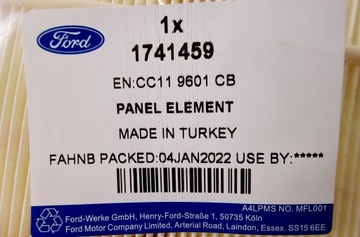 Ford
1x
1741459
EN:CC11 9601 CB
PANEL ELEMENT
MADE IN TURKEY
FAHNB PACKED:04JAN2022 USE BY:*****
A4LPMS NO. MFL001
Ford-Werke GmbH, Henry-Ford-Straße 1, 50735 Köln
Ford Motor Company Limited, Arterial Road, Laindon, Essex. SS15 6EE